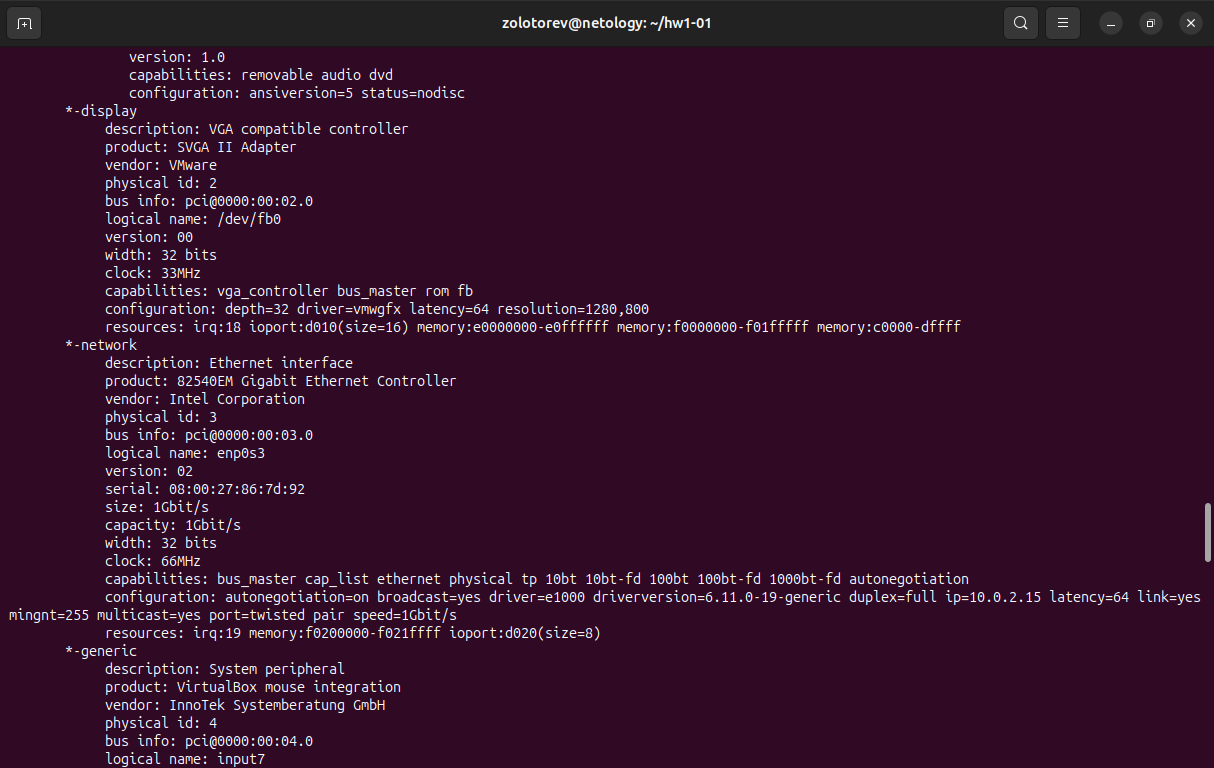 zolotorev@netology: ~/hw1-01
version: 1.0
capabilities: removable audio dvd
configuration: ansiversion=5 status=nodisc
*-display
description: VGA compatible controller
product: SVGA II Adapter
vendor: VMware
physical id: 2
bus info: pci@0000:00:02.0
logical name: /dev/fb0
version: 00
width: 32 bits
clock: 33MHz
capabilities: vga_controller bus_master rom fb
configuration: depth=32 driver=vmwgfx latency=64 resolution=1280,800
resources: irq:18 ioport:d010(size=16) memory:e0000000-e0ffffff memory:f0000000-f01fffff memory:c0000-dffff
*-network
description: Ethernet interface
product: 82540EM Gigabit Ethernet Controller
vendor: Intel Corporation
physical id: 3
bus info: pci@0000:00:03.0
logical name: enp0s3
version: 02
serial: 08:00:27:86:7d:92
size: 1Gbit/s
capacity: 1Gbit/s
width: 32 bits
clock: 66MHz
capabilities: bus_master cap_list ethernet physical tp 10bt 10bt-fd 100bt 100bt-fd 1000bt-fd autonegotiation
configuration: autonegotiation=on broadcast=yes driver=e1000 driverversion=6.11.0-19-generic duplex=full ip=10.0.2.15 latency=64 link=yes
mingnt=255 multicast=yes port=twisted pair speed=1Gbit/s
resources: irq:19 memory:f0200000-f021ffff ioport:d020(size=8)
*-generic
description: System peripheral
product: VirtualBox mouse integration
vendor: InnoTek Systemberatung GmbH
physical id: 4
bus info: pci@0000:00:04.0
logical name: input7